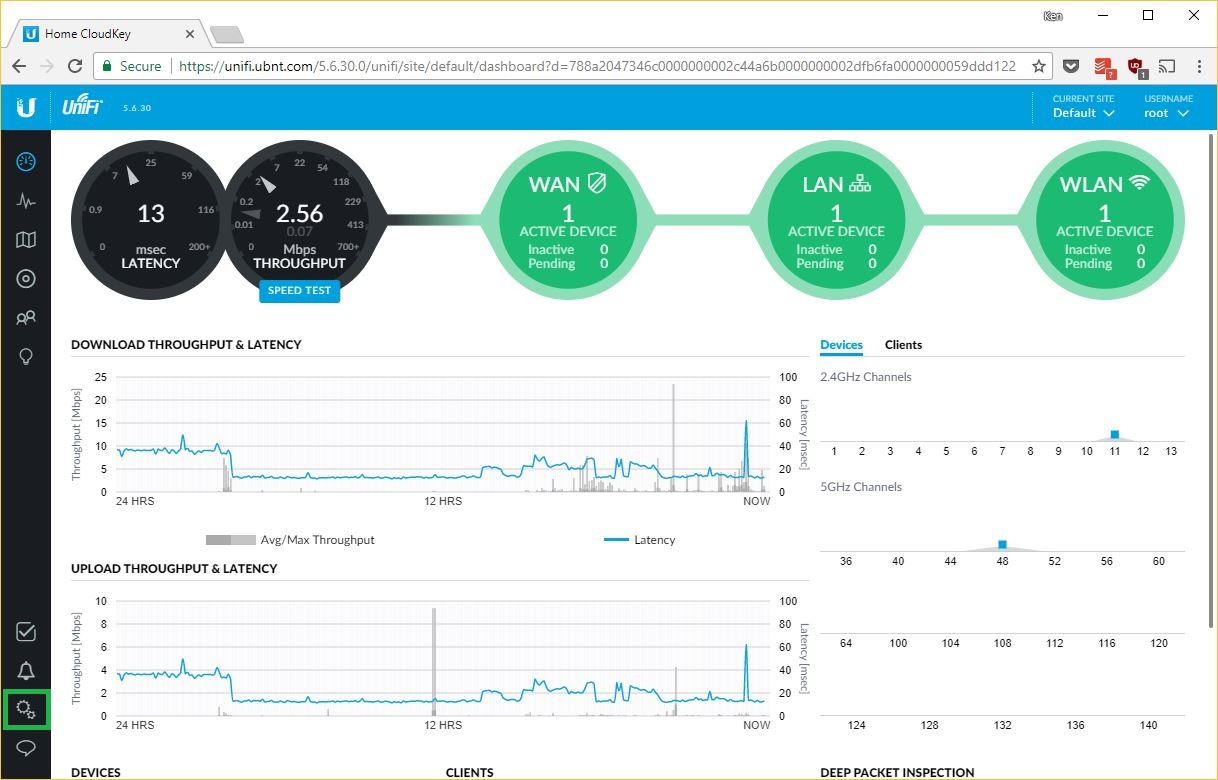 Ken
Home CloudKey
Secure https://unifi.ubnt.com/5.6.30.0/unifi/site/default/dashboard?d=788a2047346c0000000002c44a6b0000000002dfb6fa0000000059ddd122
U UniFi 5.6.30
CURRENT SITE USERNAME
Default root
25
7 59
0.9 13 116
0 msec 200+
LATENCY
22
7 54
2 118
0.2 2.56 229
0.01 0.07 413
0 Mbps 700+
THROUGHPUT
SPEED TEST
WAN
1
ACTIVE DEVICE
Inactive 0
Pending 0
LAN
1
ACTIVE DEVICE
Inactive 0
Pending 0
WLAN
1
ACTIVE DEVICE
Inactive 0
Pending 0
DOWNLOAD THROUGHPUT & LATENCY
Throughput [Mbps]
25 100
20 80
15 60
10 40
5 20
0 0
Latency [msec]
24 HRS 12 HRS NOW
Avg/Max Throughput Latency
UPLOAD THROUGHPUT & LATENCY
Throughput [Mbps]
10 100
8 80
6 60
4 40
2 20
0 0
Latency [msec]
24 HRS 12 HRS NOW
Devices Clients
2.4GHz Channels
1 2 3 4 5 6 7 8 9 10 11 12 13
5GHz Channels
36 40 44 48 52 56 60
64 100 104 108 112 116 120
124 128 132 136 140
DEVICES CLIENTS DEEP PACKET INSPECTION